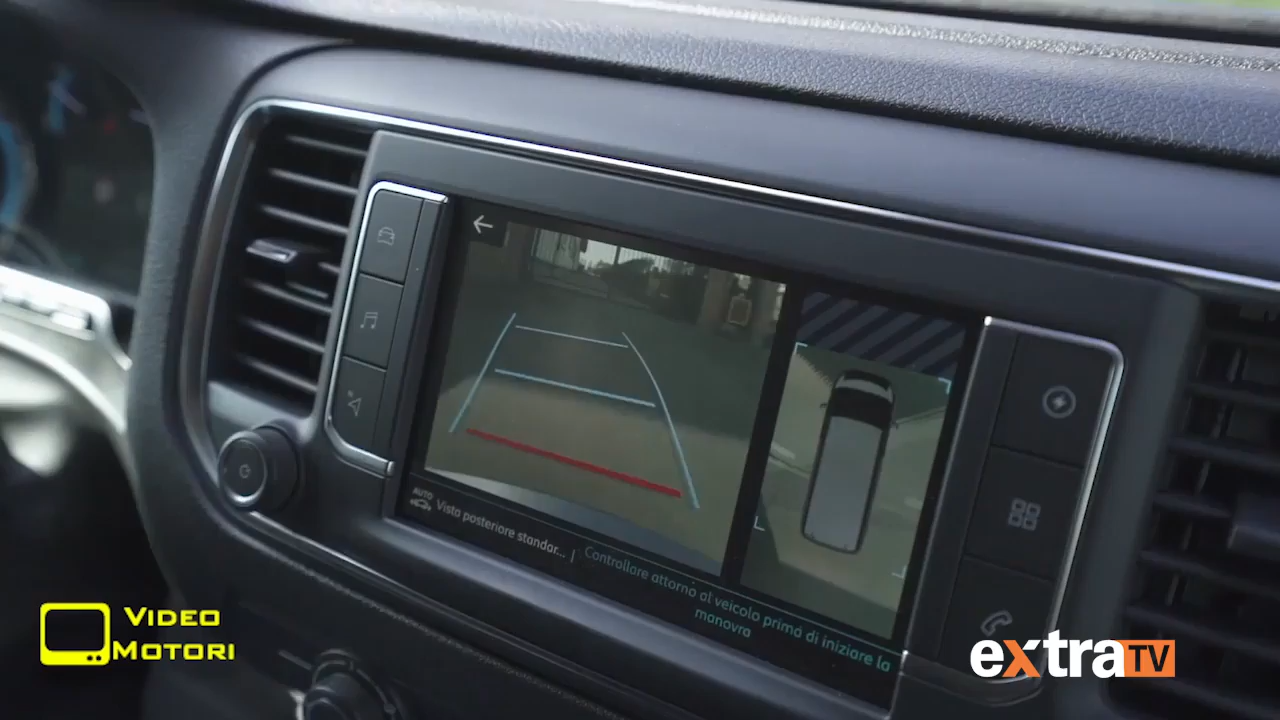 AUTO
Vista posteriore standar... |
Controllare attorno al veicolo prima di iniziare la
manovra
VIDEO
MOTORI
extraTV